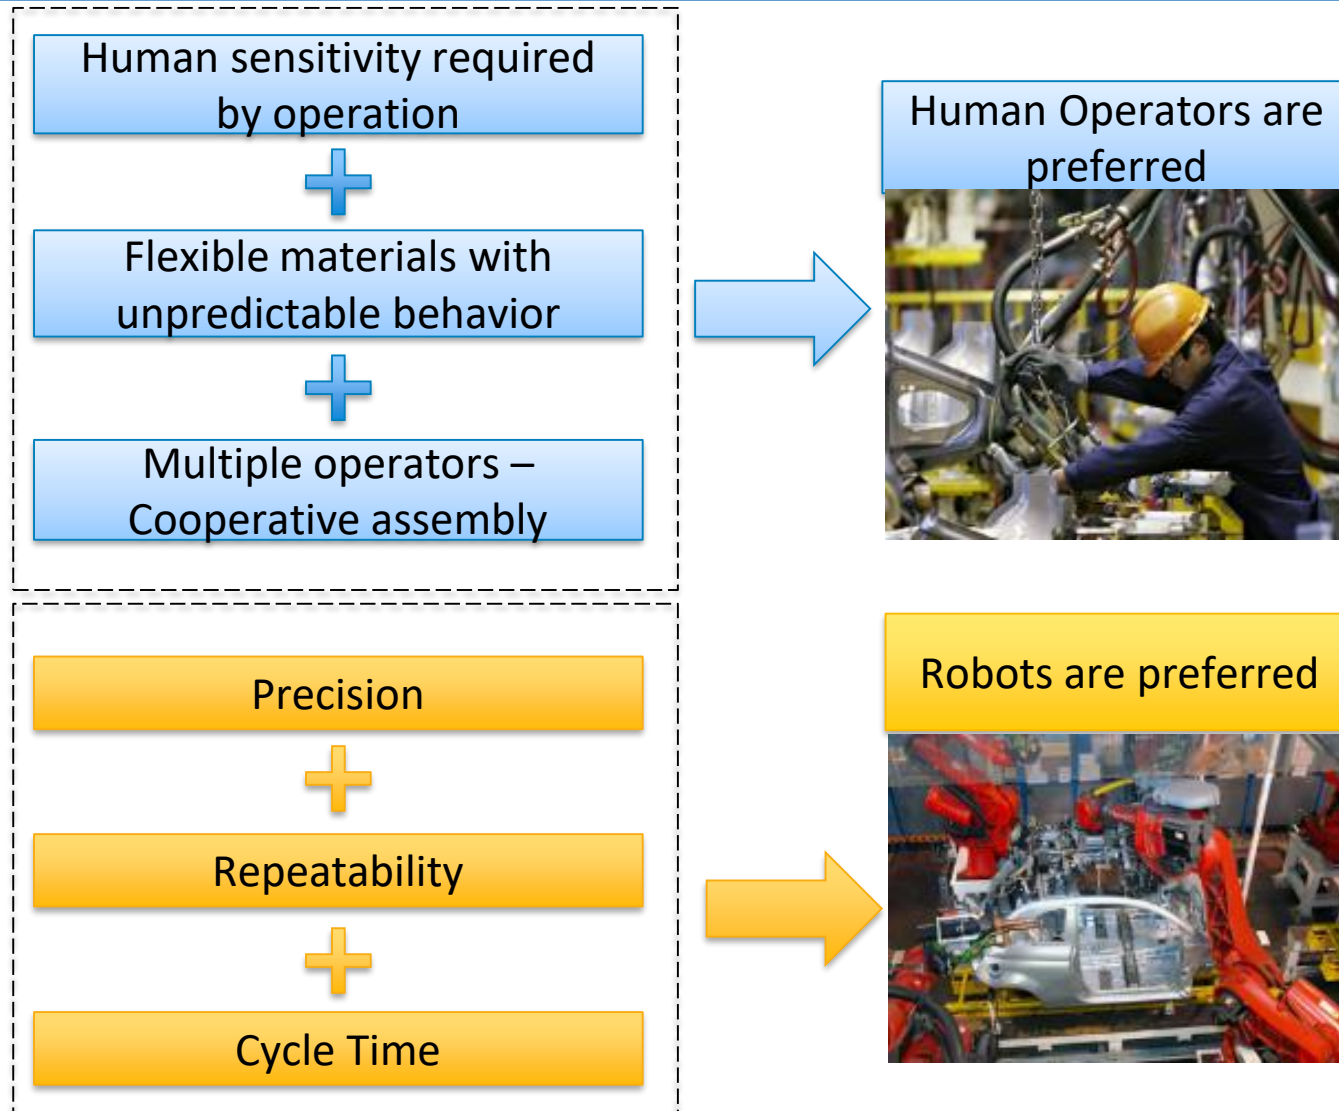 Human sensitivity required
by operation
Flexible materials with
unpredictable behavior
Multiple operators –
Cooperative assembly
Human Operators are
preferred
Precision
Repeatability
Cycle Time
Robots are preferred